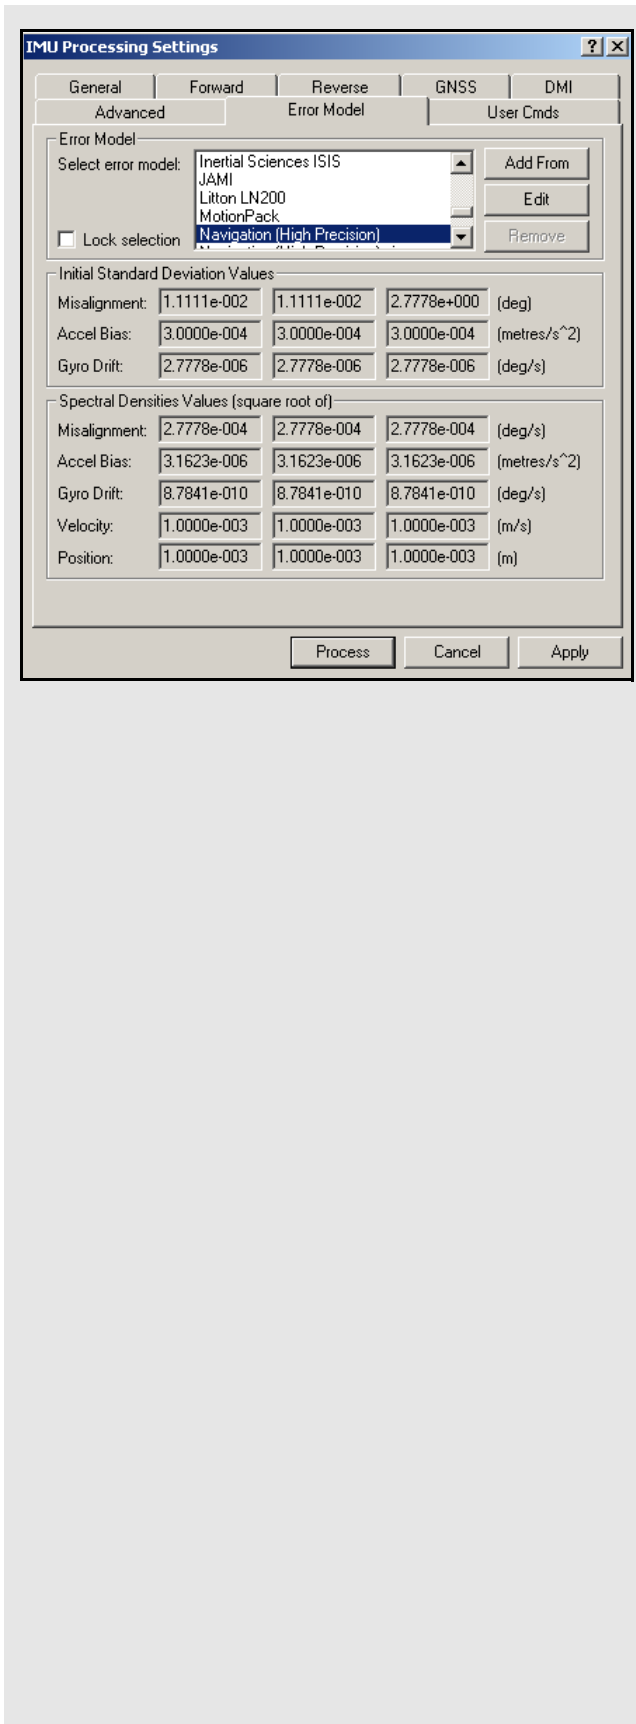 IMU Processing Settings
General Forward Reverse GNSS DMI
Advanced Error Model User Cmds
Error Model
Select error model:
Inertial Sciences ISIS
JAMI
Litton LN200
MotionPack
Navigation (High Precision)
Add From
Edit
Remove
Lock selection
Initial Standard Deviation Values
Misalignment: 1.1111e-002 1.1111e-002 2.7778e+000 (deg)
Accel Bias: 3.0000e-004 3.0000e-004 3.0000e-004 (metres/s^2)
Gyro Drift: 2.7778e-006 2.7778e-006 2.7778e-006 (deg/s)
Spectral Densities Values (square root of)
Misalignment: 2.7778e-004 2.7778e-004 2.7778e-004 (deg/s)
Accel Bias: 3.1623e-006 3.1623e-006 3.1623e-006 (metres/s^2)
Gyro Drift: 8.7841e-010 8.7841e-010 8.7841e-010 (deg/s)
Velocity: 1.0000e-003 1.0000e-003 1.0000e-003 (m/s)
Position: 1.0000e-003 1.0000e-003 1.0000e-003 (m)
Process Cancel Apply